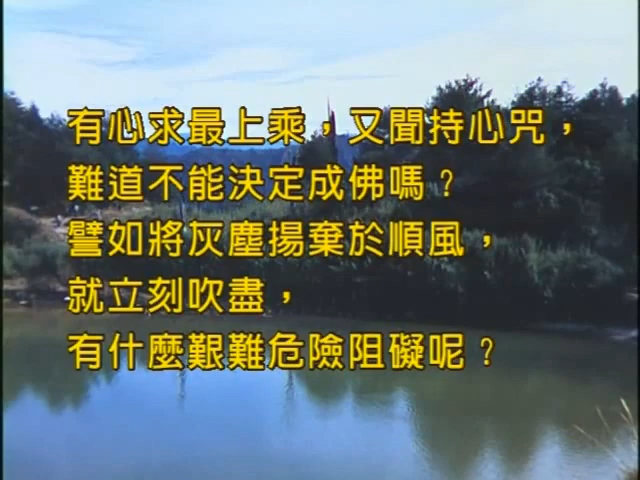 有心求最上乘，又聞持心咒，
難道不能決定成佛嗎？
譬如將灰塵揚棄於順風，
就立刻吹盡，
有什麼艱難危險阻礙呢？